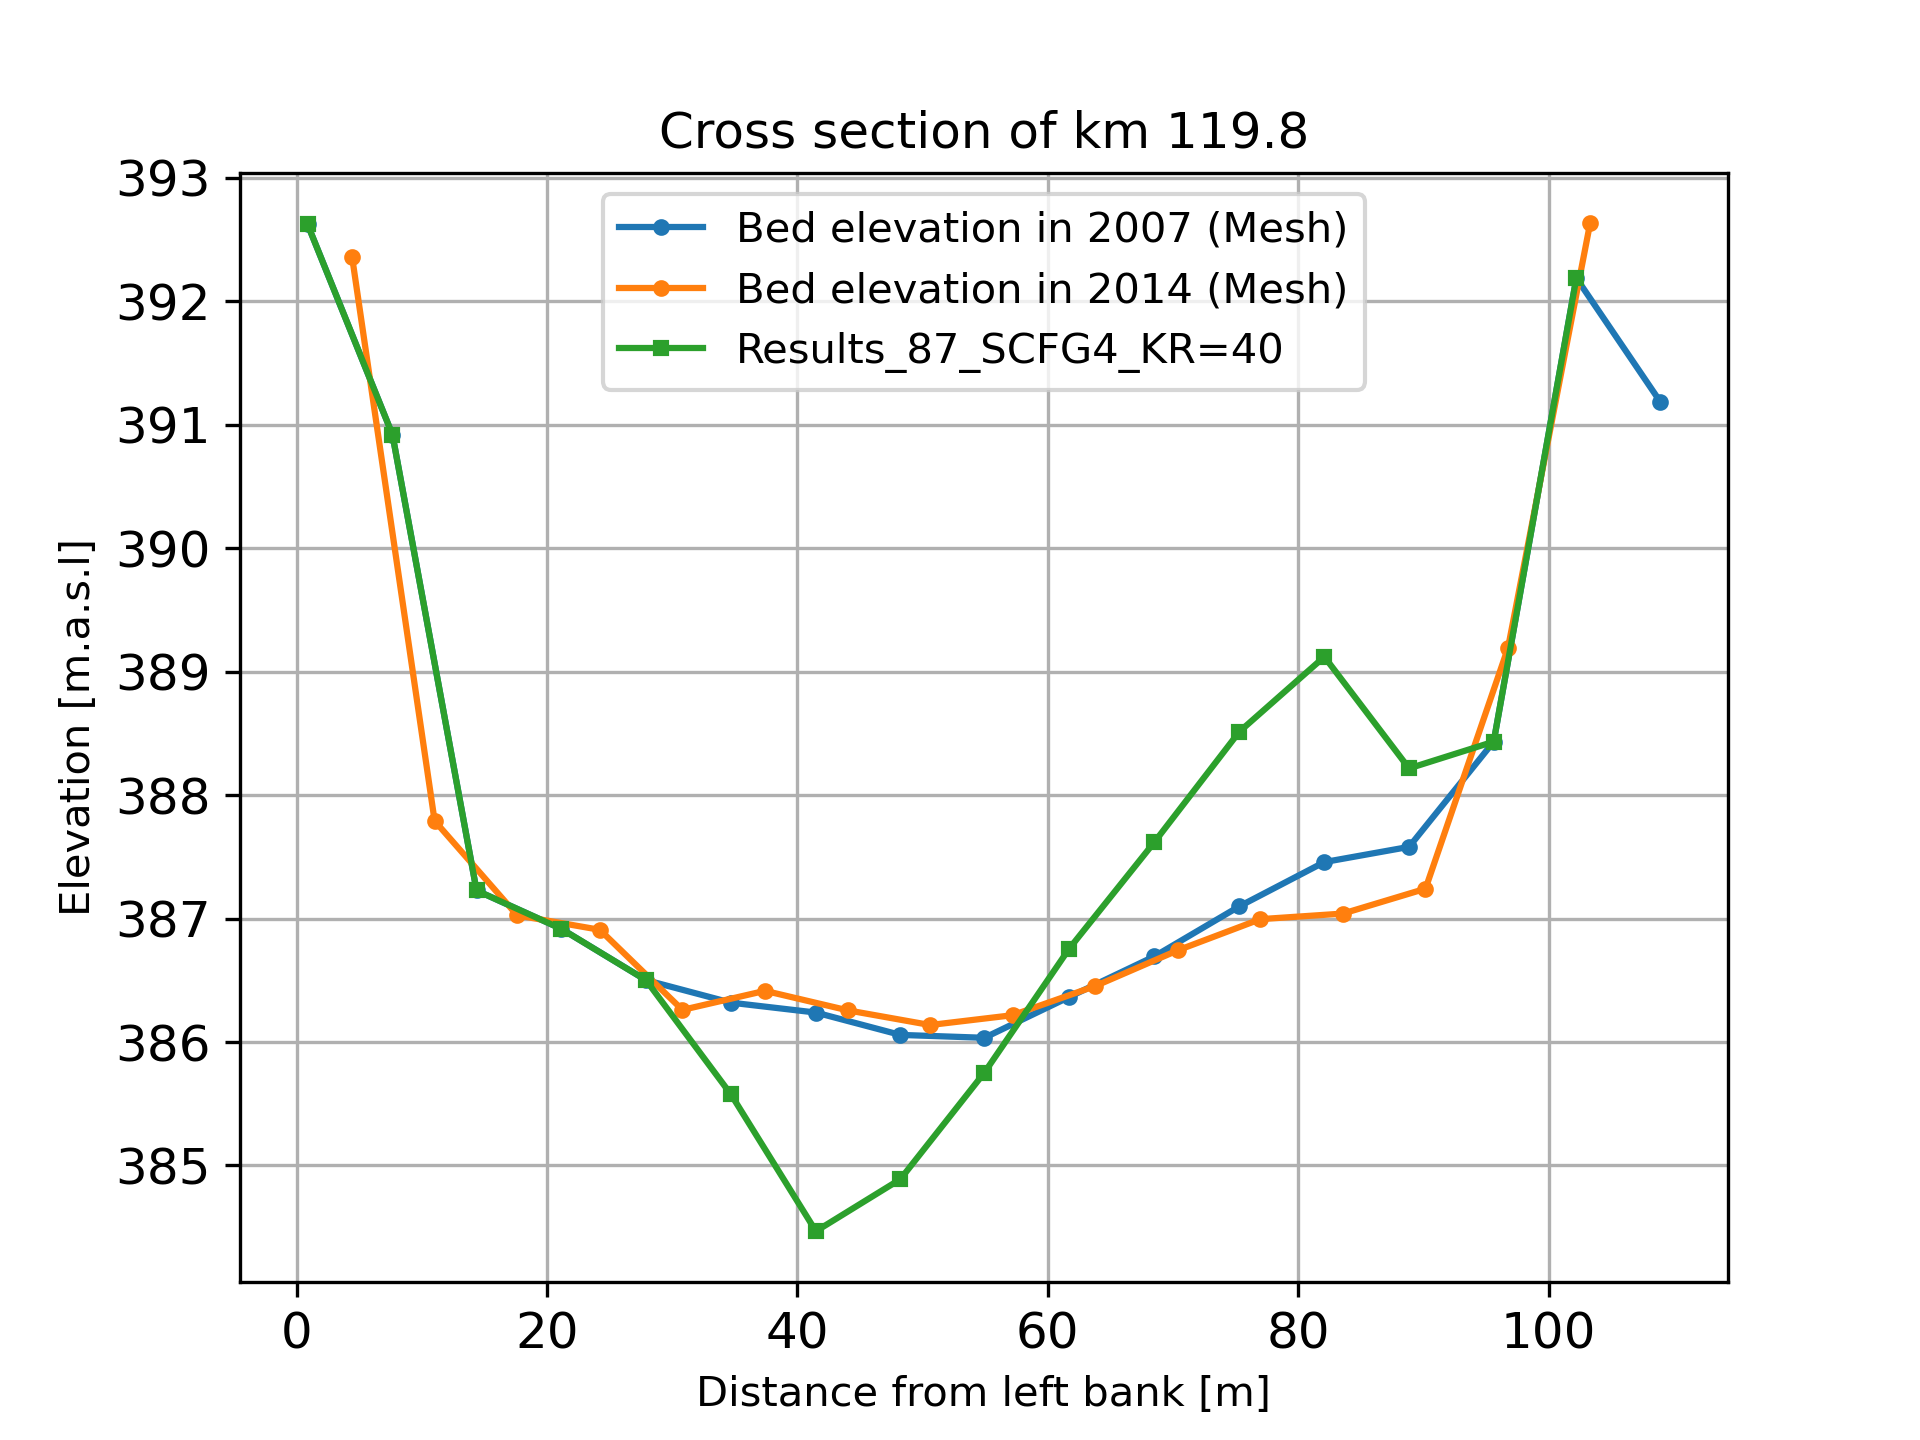 Cross section of km 119.8
393
392
391
390
389
388
387
386
385
Elevation [m.a.s.l]
Bed elevation in 2007 (Mesh)
Bed elevation in 2014 (Mesh)
Results_87_SCFG4_KR=40
0 20 40 60 80 100
Distance from left bank [m]